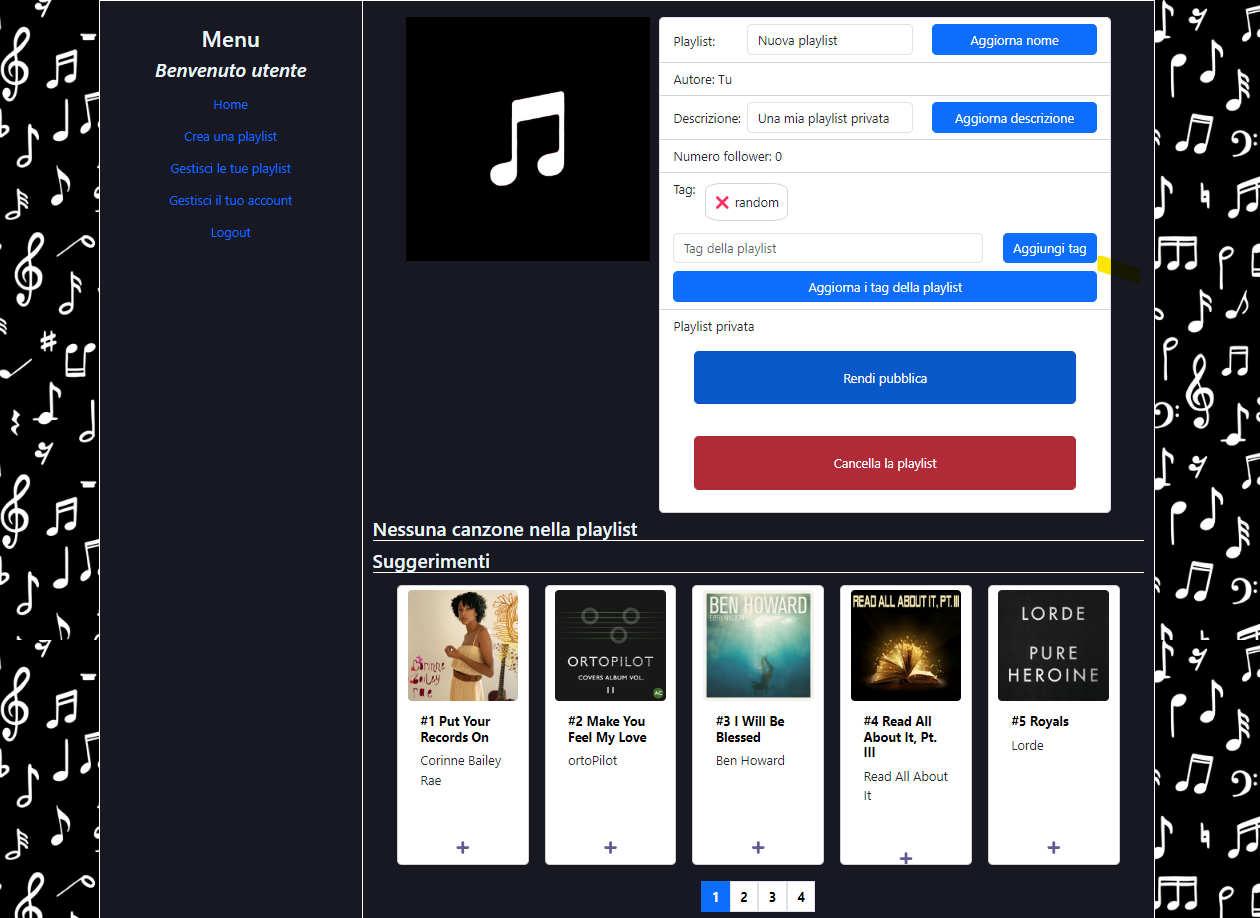 Menu
Benvenuto utente
Home
Crea una playlist
Gestisci le tue playlist
Gestisci il tuo account
Logout
Playlist: Nuova playlist Aggiorna nome
Autore: Tu
Descrizione: Una mia playlist privata Aggiorna descrizione
Numero follower: 0
Tag: ❌ random
Tag della playlist Aggiungi tag
Aggiorna i tag della playlist
Playlist privata
Rendi pubblica
Cancella la playlist
Nessuna canzone nella playlist
Suggerimenti
corinne
bailey
rae
#1 Put Your
Records On
Corinne Bailey
Rae
+
ORTOPILOT
COVERS ALBUM VOL.
II
AC
#2 Make You
Feel My Love
ortoPilot
+
BEN HOWARD
EVERY KINGDOM
#3 I Will Be
Blessed
Ben Howard
+
READ ALL ABOUT IT, PT. III
#4 Read All
About It, Pt.
III
Read All About
It
+
LORDE
PURE
HEROINE
#5 Royals
Lorde
+
1 2 3 4